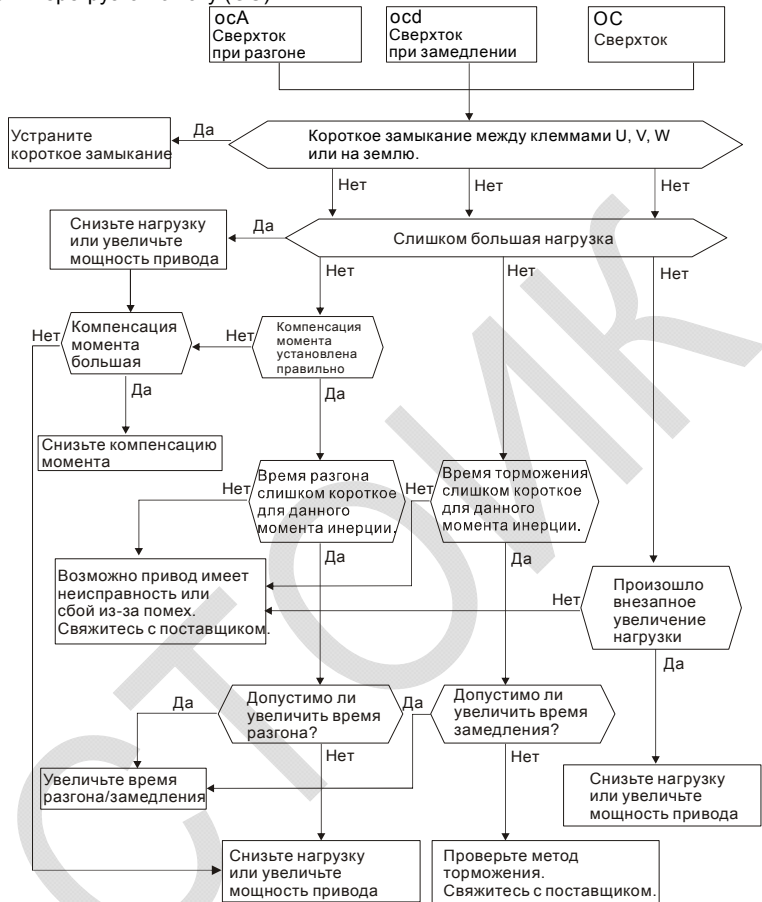 ocA
Сверхток
при разгоне
ocd
Сверхток
при замедлении
OC
Сверхток
Устраните
короткое замыкание
Да
Короткое замыкание между клеммами U, V, W
или на землю.
Нет
Нет
Нет
Снизьте нагрузку
или увеличьте
мощность привода
Да
Слишком большая нагрузка
Нет
Нет
Нет
Нет
Компенсация
момента
большая
Нет
Компенсация
момента
установлена
правильно
Да
Да
Снизьте компенсацию
момента
Нет
Время разгона
слишком короткое
для данного
момента инерции.
Нет
Время торможения
слишком короткое
для данного
момента инерции.
Да
Да
Возможно привод имеет
неисправность или
сбой из-за помех.
Свяжитесь с поставщиком.
Нет
Произошло
внезапное
увеличение
нагрузки
Да
Да
Допустимо ли
увеличить время
разгона?
Да
Допустимо ли
увеличить время
замедления?
Нет
Нет
Увеличьте время
разгона/замедления
Снизьте нагрузку
или увеличьте
мощность привода
Снизьте нагрузку
или увеличьте
мощность привода
Проверьте метод
торможения.
Свяжитесь с поставщиком.
СТОИК